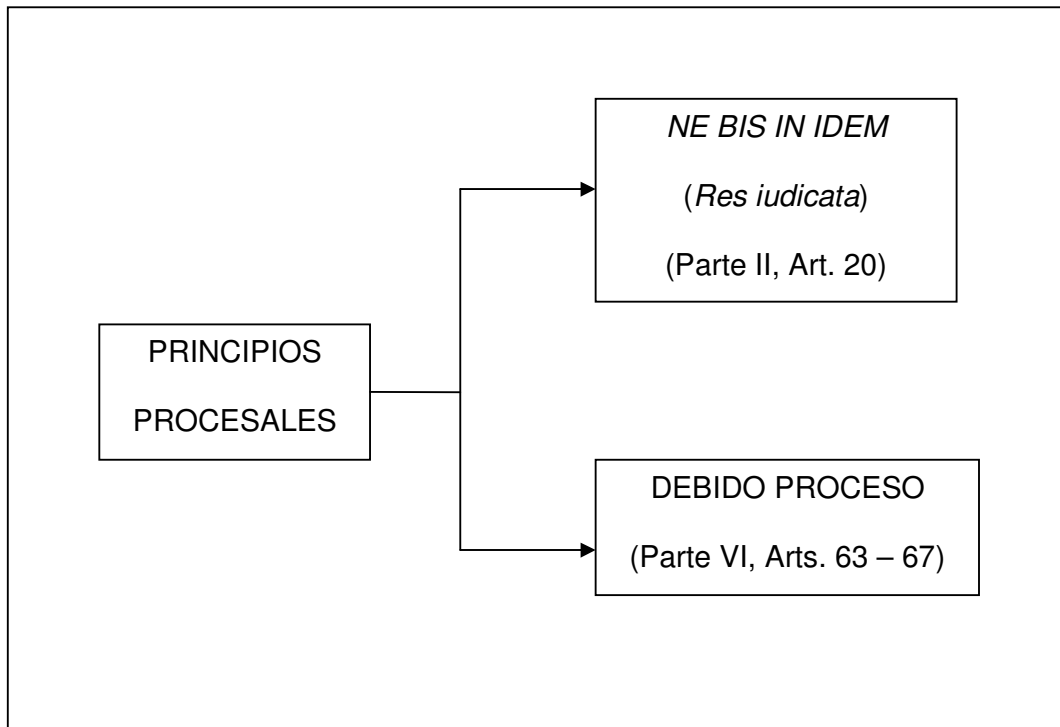 NE BIS IN IDEM
(Res iudicata)
(Parte II, Art. 20)
PRINCIPIOS
PROCESALES
DEBIDO PROCESO
(Parte VI, Arts. 63 – 67)